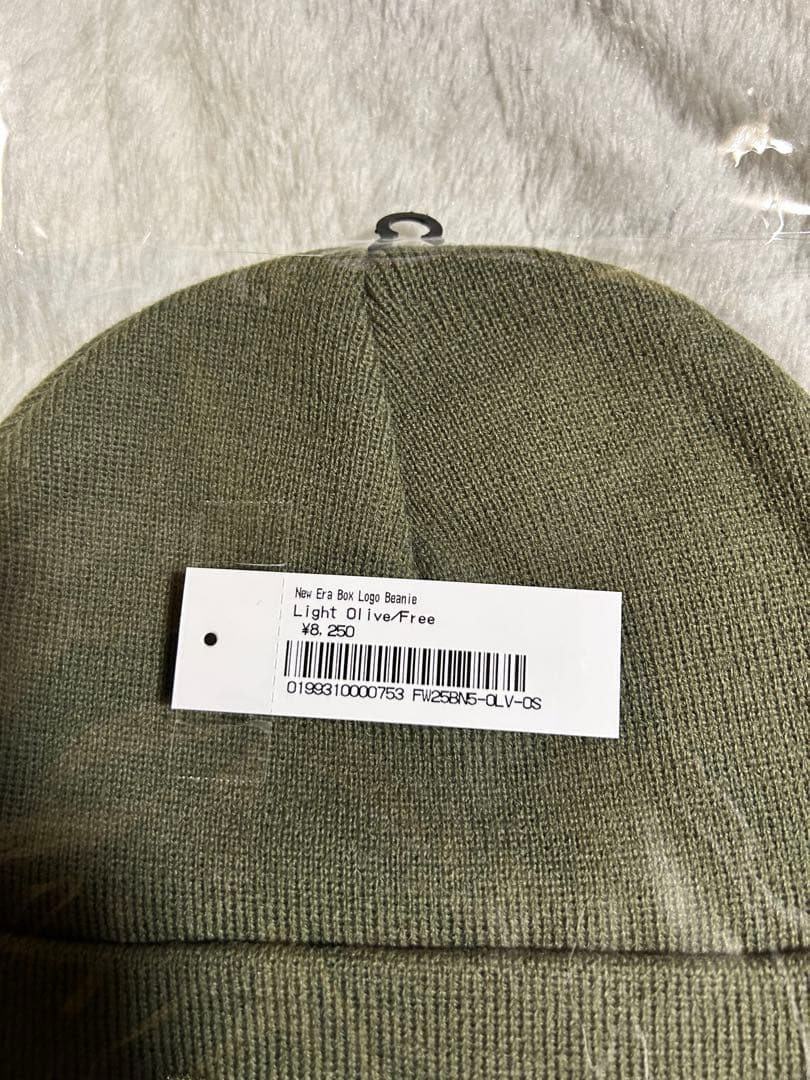 New Era Box Logo Beanie
Light Olive/Free
¥8,250
0199310000753 FW25BN5-OLV-OS